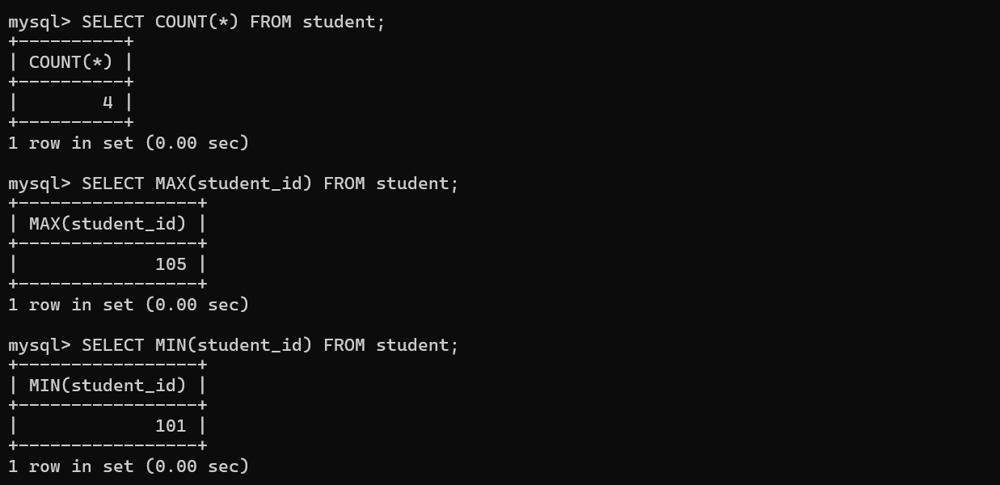 mysql> SELECT COUNT(*) FROM student;
+----------+
| COUNT(*) |
+----------+
|        4 |
+----------+
1 row in set (0.00 sec)

mysql> SELECT MAX(student_id) FROM student;
+-----------------+
| MAX(student_id) |
+-----------------+
|             105 |
+-----------------+
1 row in set (0.00 sec)

mysql> SELECT MIN(student_id) FROM student;
+-----------------+
| MIN(student_id) |
+-----------------+
|             101 |
+-----------------+
1 row in set (0.00 sec)